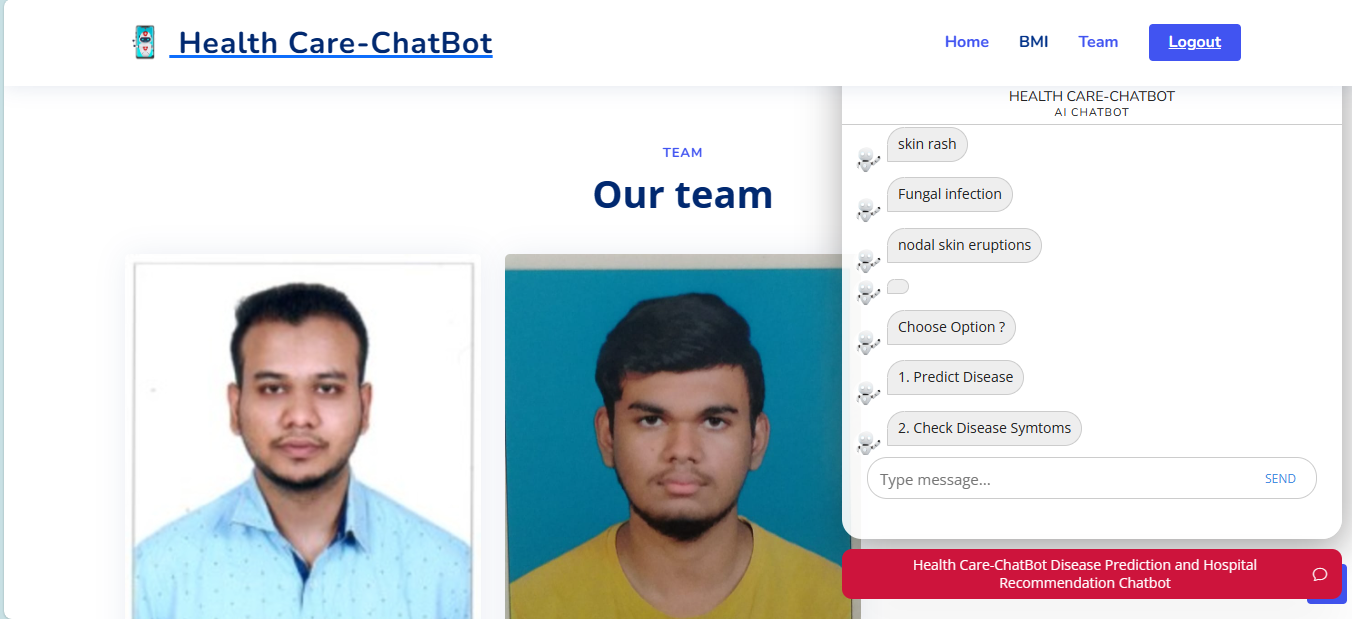 Health Care-ChatBot
Home
BMI
Team
Logout
TEAM
Our team
HEALTH CARE-CHATBOT
AI CHATBOT
skin rash
Fungal infection
nodal skin eruptions
Choose Option ?
1. Predict Disease
2. Check Disease Symtoms
Type message...
SEND
Health Care-ChatBot Disease Prediction and Hospital
Recommendation Chatbot